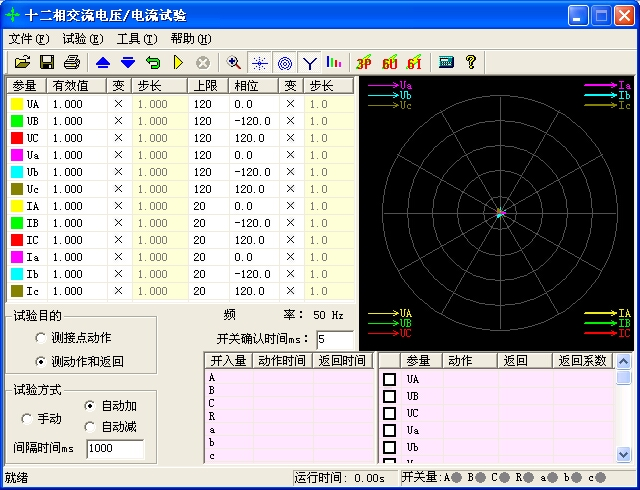 十二相交流电压/电流试验
文件(F) 试验(E) 工具(T) 帮助(H)
3P 6U 6I ?
参量 有效值 变 步长 上限 相位 变 步长
UA 1.000 × 1.000 120 0.0 × 1.0
UB 1.000 × 1.000 120 -120.0 × 1.0
UC 1.000 × 1.000 120 120.0 × 1.0
Ua 1.000 × 1.000 120 0.0 × 1.0
Ub 1.000 × 1.000 120 -120.0 × 1.0
Uc 1.000 × 1.000 120 120.0 × 1.0
IA 1.000 × 1.000 20 0.0 × 1.0
IB 1.000 × 1.000 20 -120.0 × 1.0
IC 1.000 × 1.000 20 120.0 × 1.0
Ia 1.000 × 1.000 20 0.0 × 1.0
Ib 1.000 × 1.000 20 -120.0 × 1.0
Ic 1.000 × 1.000 20 120.0 × 1.0
Ua Ia
Ub Ib
Uc Ic
UA IA
UB IB
UC IC
试验目的
测接点动作
测动作和返回
频 率: 50 Hz
开关确认时间ms: 5
试验方式
手动
自动加
自动减
间隔时间ms 1000
开入量 动作时间 返回时间
A
B
C
R
a
b
c
参量 动作 返回 返回系数
UA
UB
UC
Ua
Ub
就绪 运行时间: 0.00s 开关量:A B C R a b c